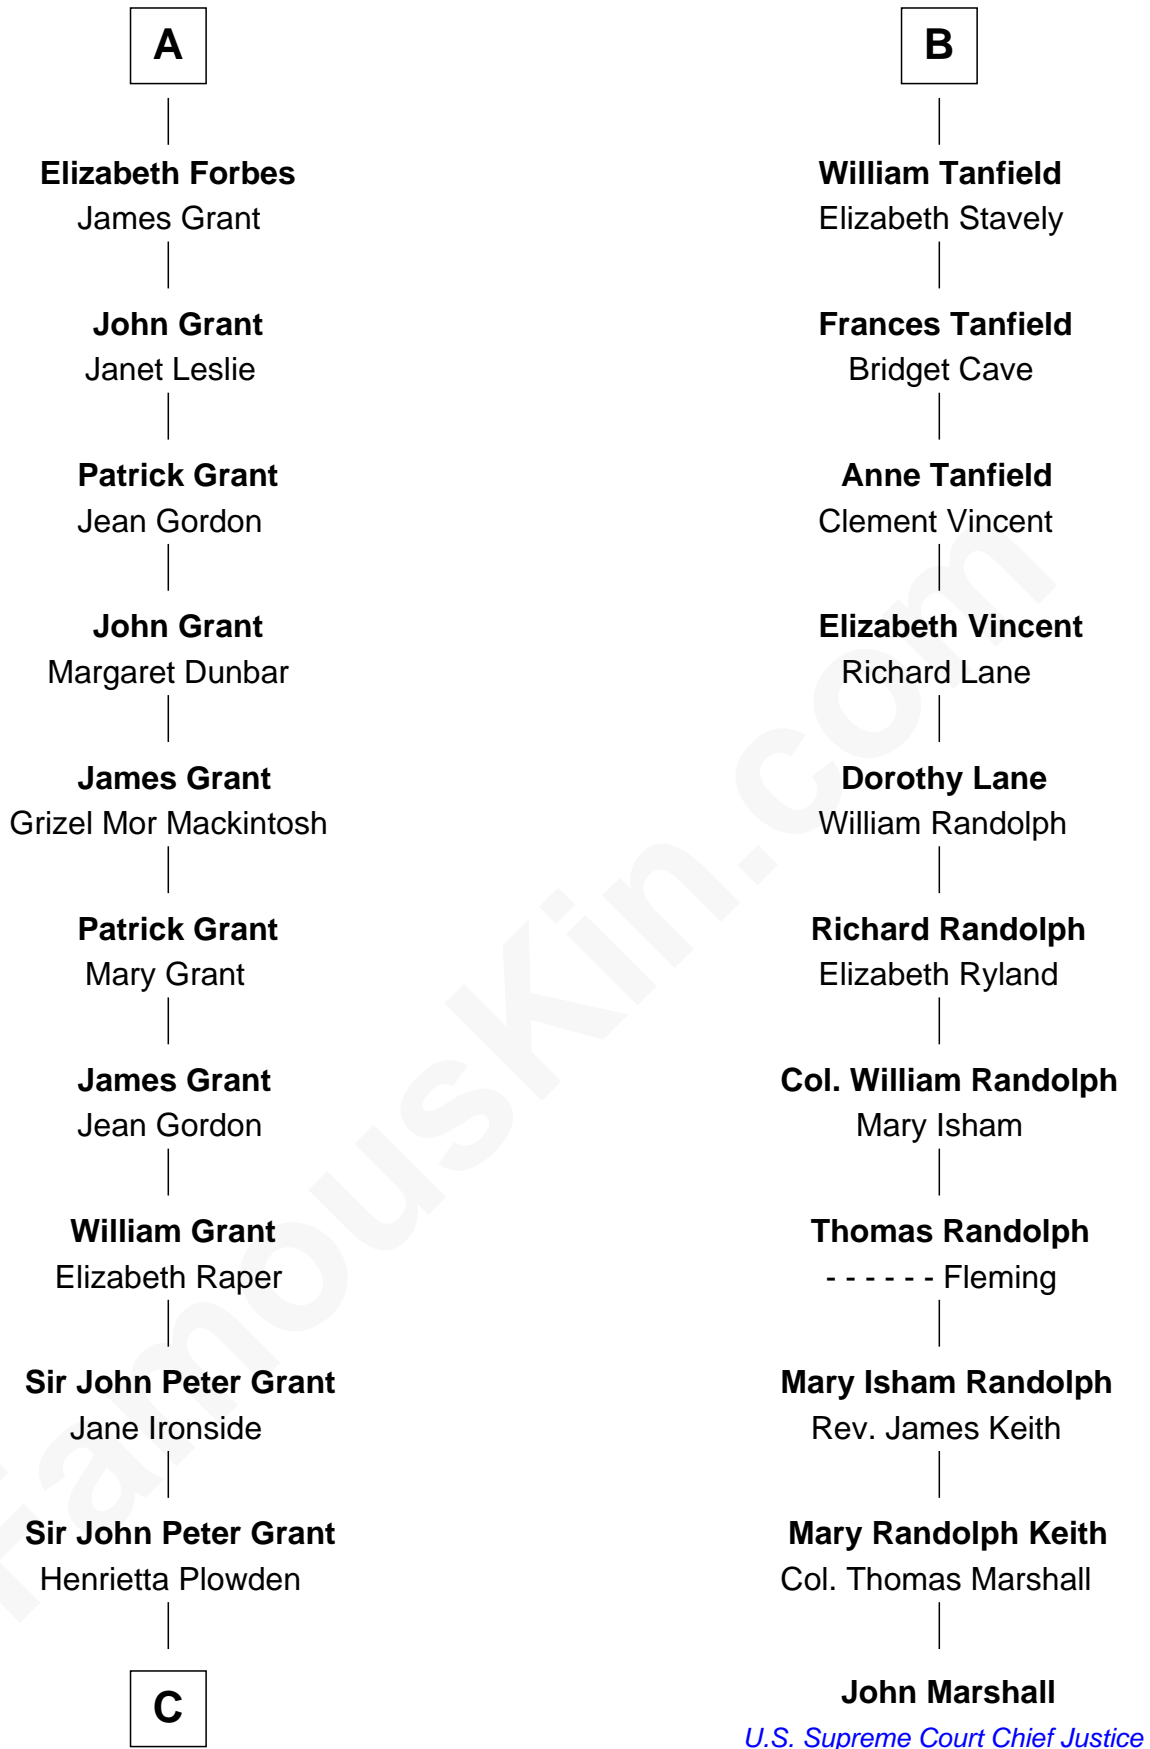 A
Elizabeth Forbes
James Grant
John Grant
Janet Leslie
Patrick Grant
Jean Gordon
John Grant
Margaret Dunbar
James Grant
Grizel Mor Mackintosh
Patrick Grant
Mary Grant
James Grant
Jean Gordon
William Grant
Elizabeth Raper
Sir John Peter Grant
Jane Ironside
Sir John Peter Grant
Henrietta Plowden
C
B
William Tanfield
Elizabeth Stavely
Frances Tanfield
Bridget Cave
Anne Tanfield
Clement Vincent
Elizabeth Vincent
Richard Lane
Dorothy Lane
William Randolph
Richard Randolph
Elizabeth Ryland
Col. William Randolph
Mary Isham
Thomas Randolph
- - - - - - Fleming
Mary Isham Randolph
Rev. James Keith
Mary Randolph Keith
Col. Thomas Marshall
John Marshall
U.S. Supreme Court Chief Justice
FamousKin.com